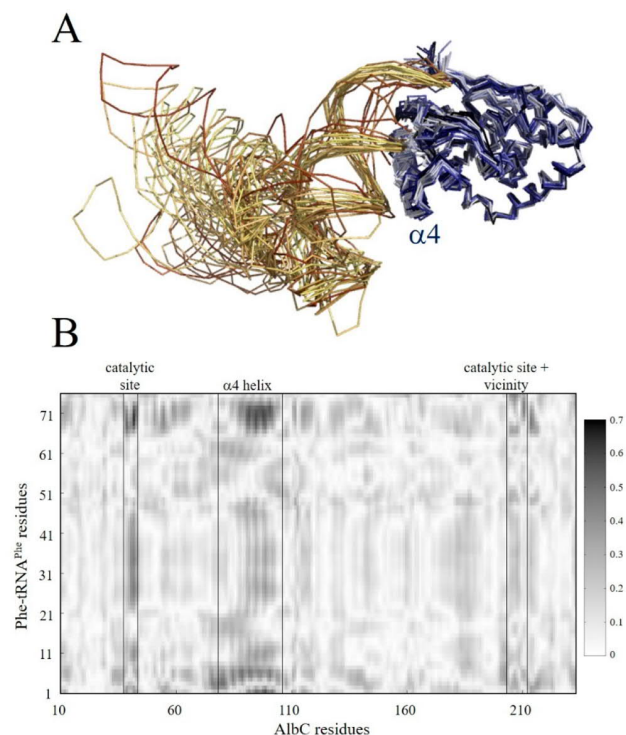 A
α4
B
catalytic
site
α4 helix
catalytic site +
vicinity
71
61
51
41
31
21
11
1
Phe-tRNAᴾʰᵉ residues
10
60
110
160
210
AlbC residues
0.7
0.6
0.5
0.4
0.3
0.2
0.1
0